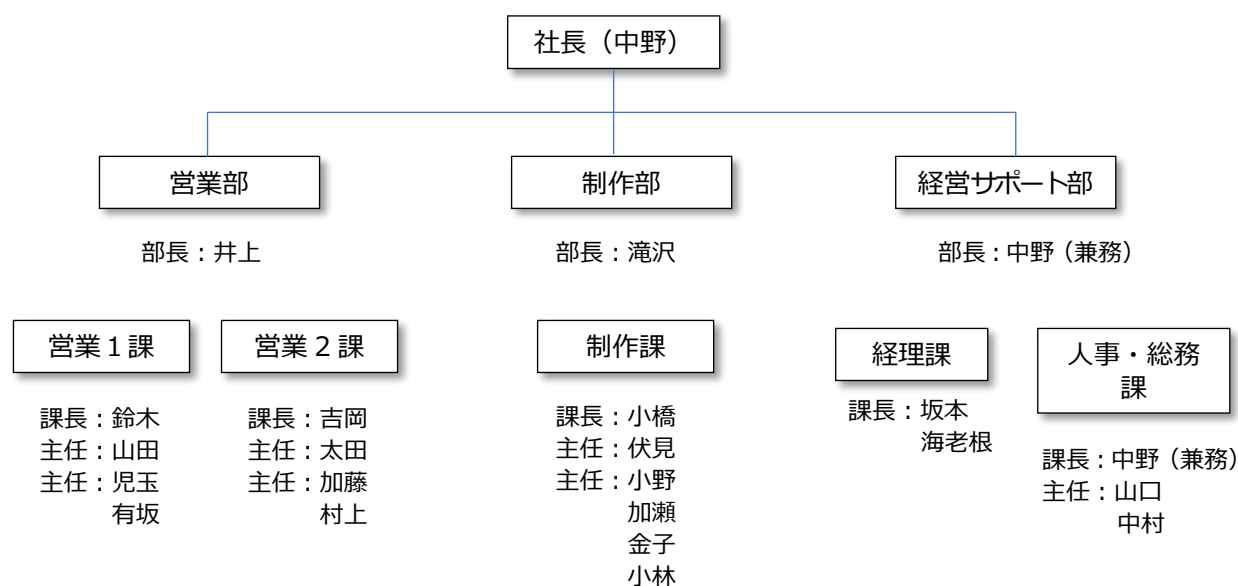 社長（中野）
営業部
制作部
経営サポート部
部長：井上
部長：滝沢
部長：中野（兼務）
営業１課
営業２課
制作課
経理課
人事・総務
課
課長：鈴木
主任：山田
主任：児玉
有坂
課長：吉岡
主任：太田
主任：加藤
村上
課長：小橋
主任：伏見
主任：小野
加瀬
金子
小林
課長：坂本
海老根
課長：中野（兼務）
主任：山口
中村